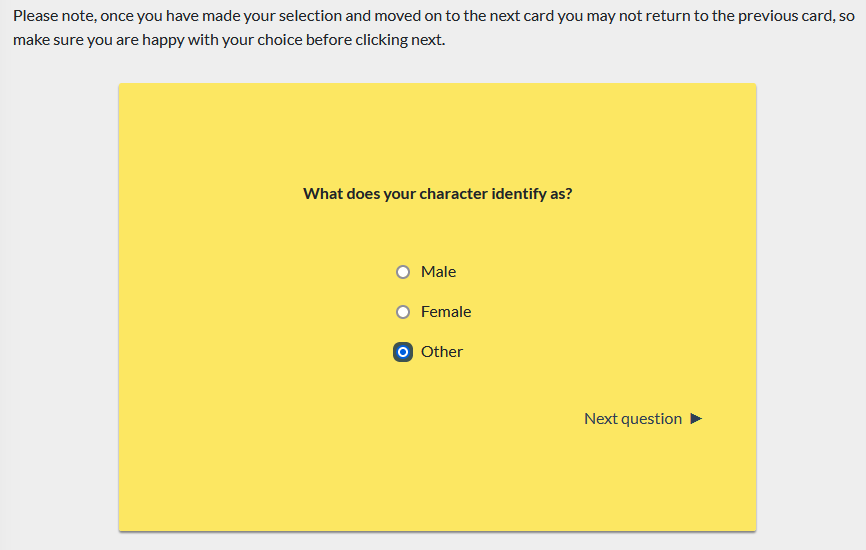 Please note, once you have made your selection and moved on to the next card you may not return to the previous card, so
make sure you are happy with your choice before clicking next.
What does your character identify as?
Male
Female
Other
Next question ►